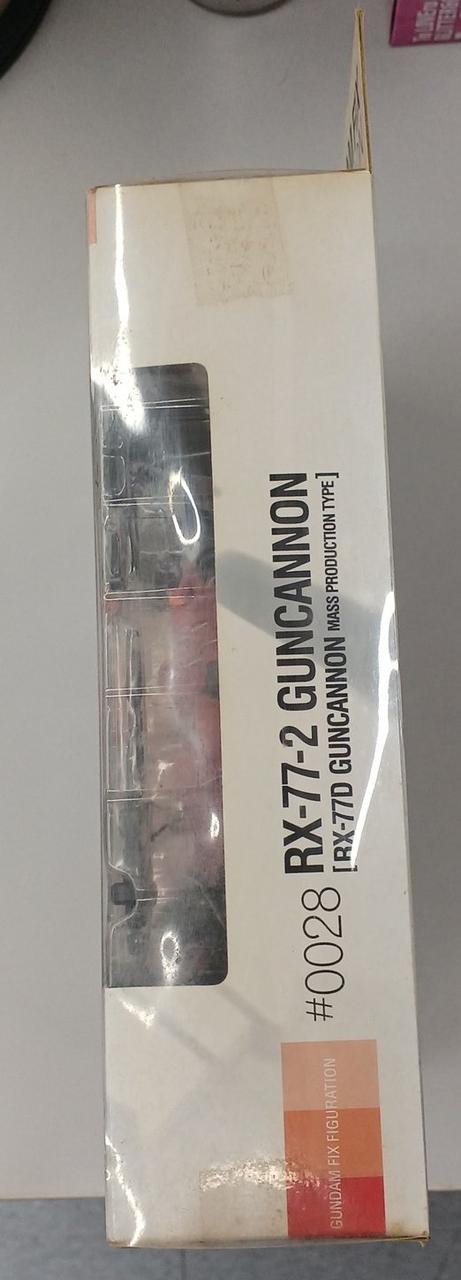 #0028 RX-77-2 GUNCANNON
[RX-77D GUNCANNON MASS PRODUCTION TYPE]
GUNDAM FIX FIGURATION